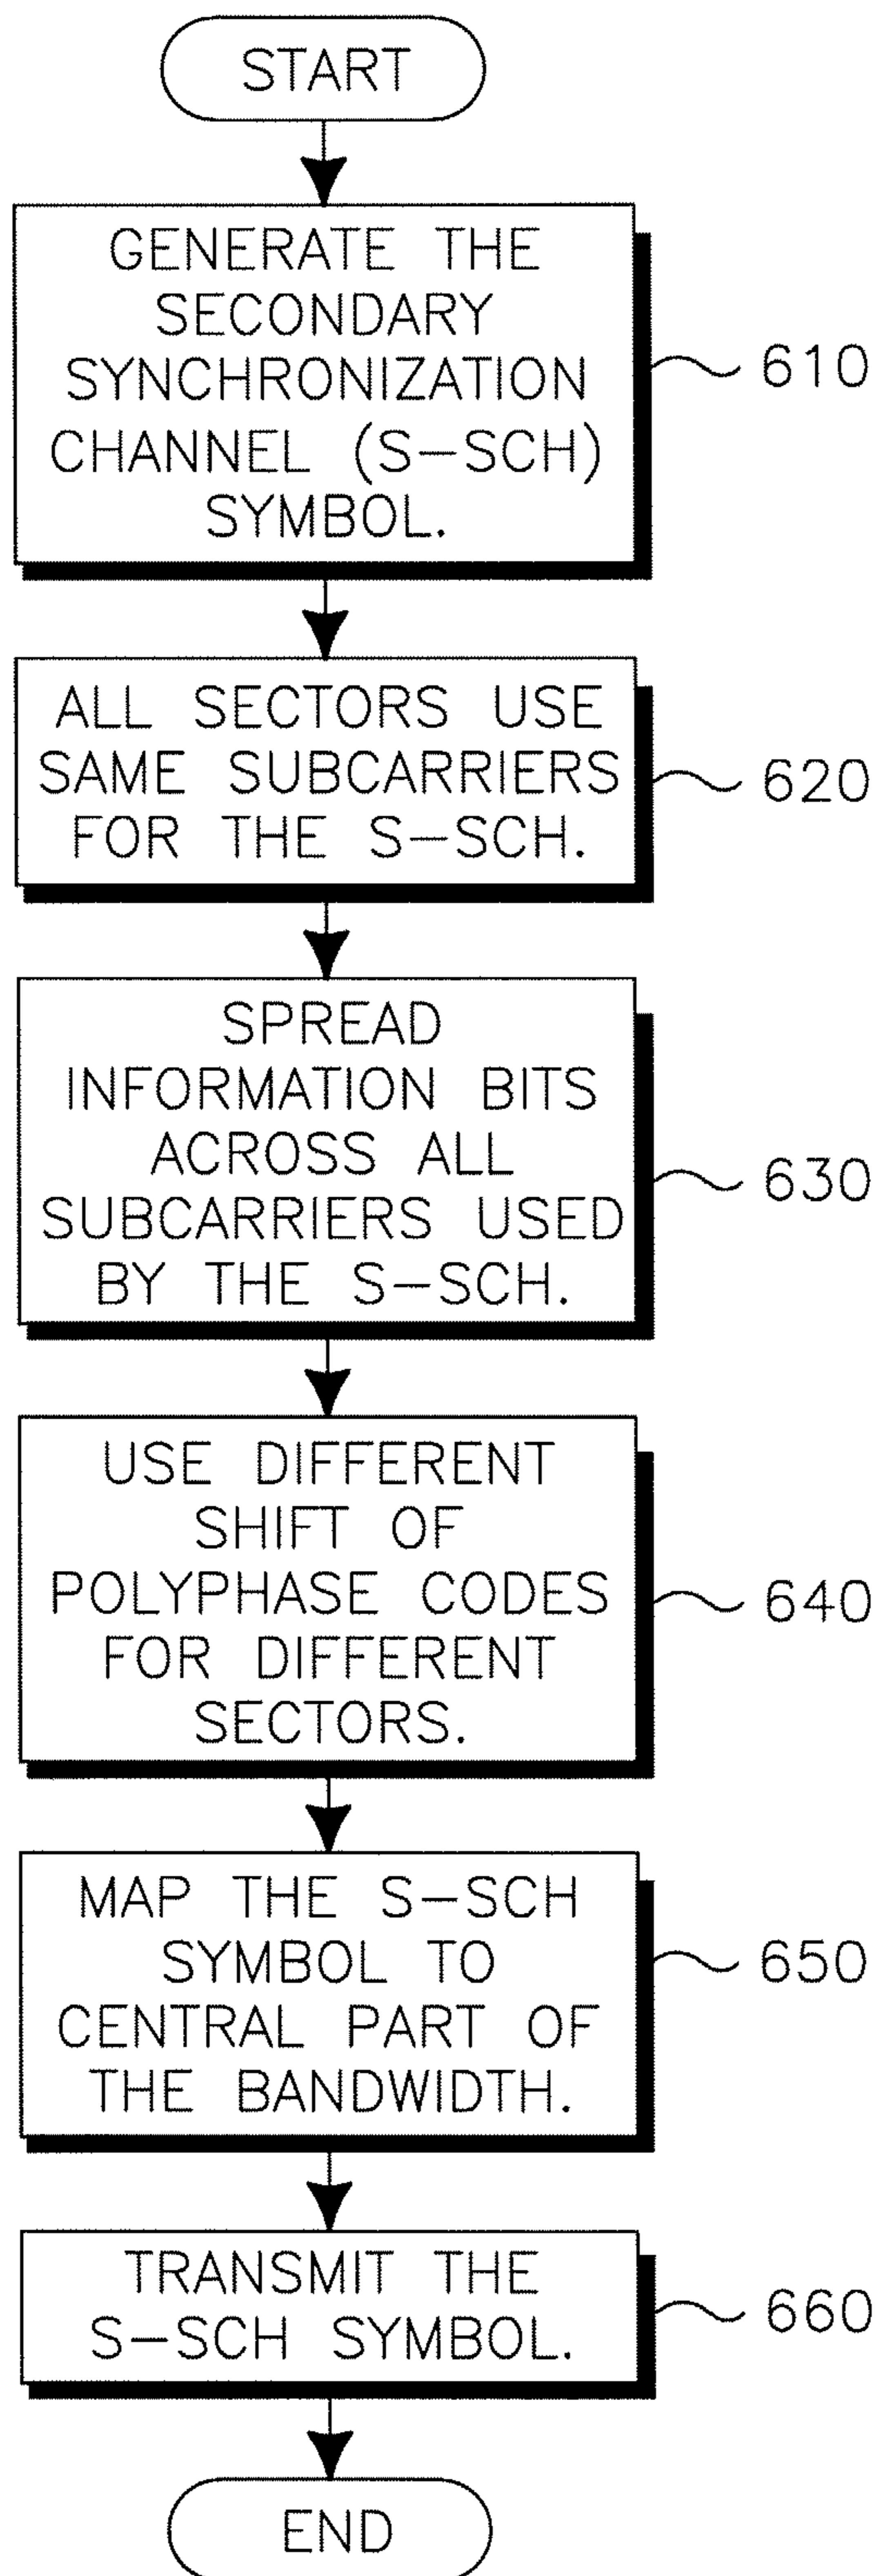 START
GENERATE THE
SECONDARY
SYNCHRONIZATION
CHANNEL (S-SCH)
SYMBOL.
610
ALL SECTORS USE
SAME SUBCARRIERS
FOR THE S-SCH.
620
SPREAD
INFORMATION BITS
ACROSS ALL
SUBCARRIERS USED
BY THE S-SCH.
630
USE DIFFERENT
SHIFT OF
POLYPHASE CODES
FOR DIFFERENT
SECTORS.
640
MAP THE S-SCH
SYMBOL TO
CENTRAL PART OF
THE BANDWIDTH.
650
TRANSMIT THE
S-SCH SYMBOL.
660
END